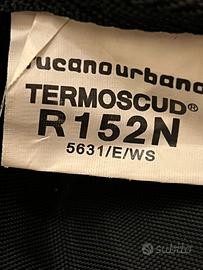 tucanourbano
TERMOSCUD®
R152N
5631/E/WS
subito